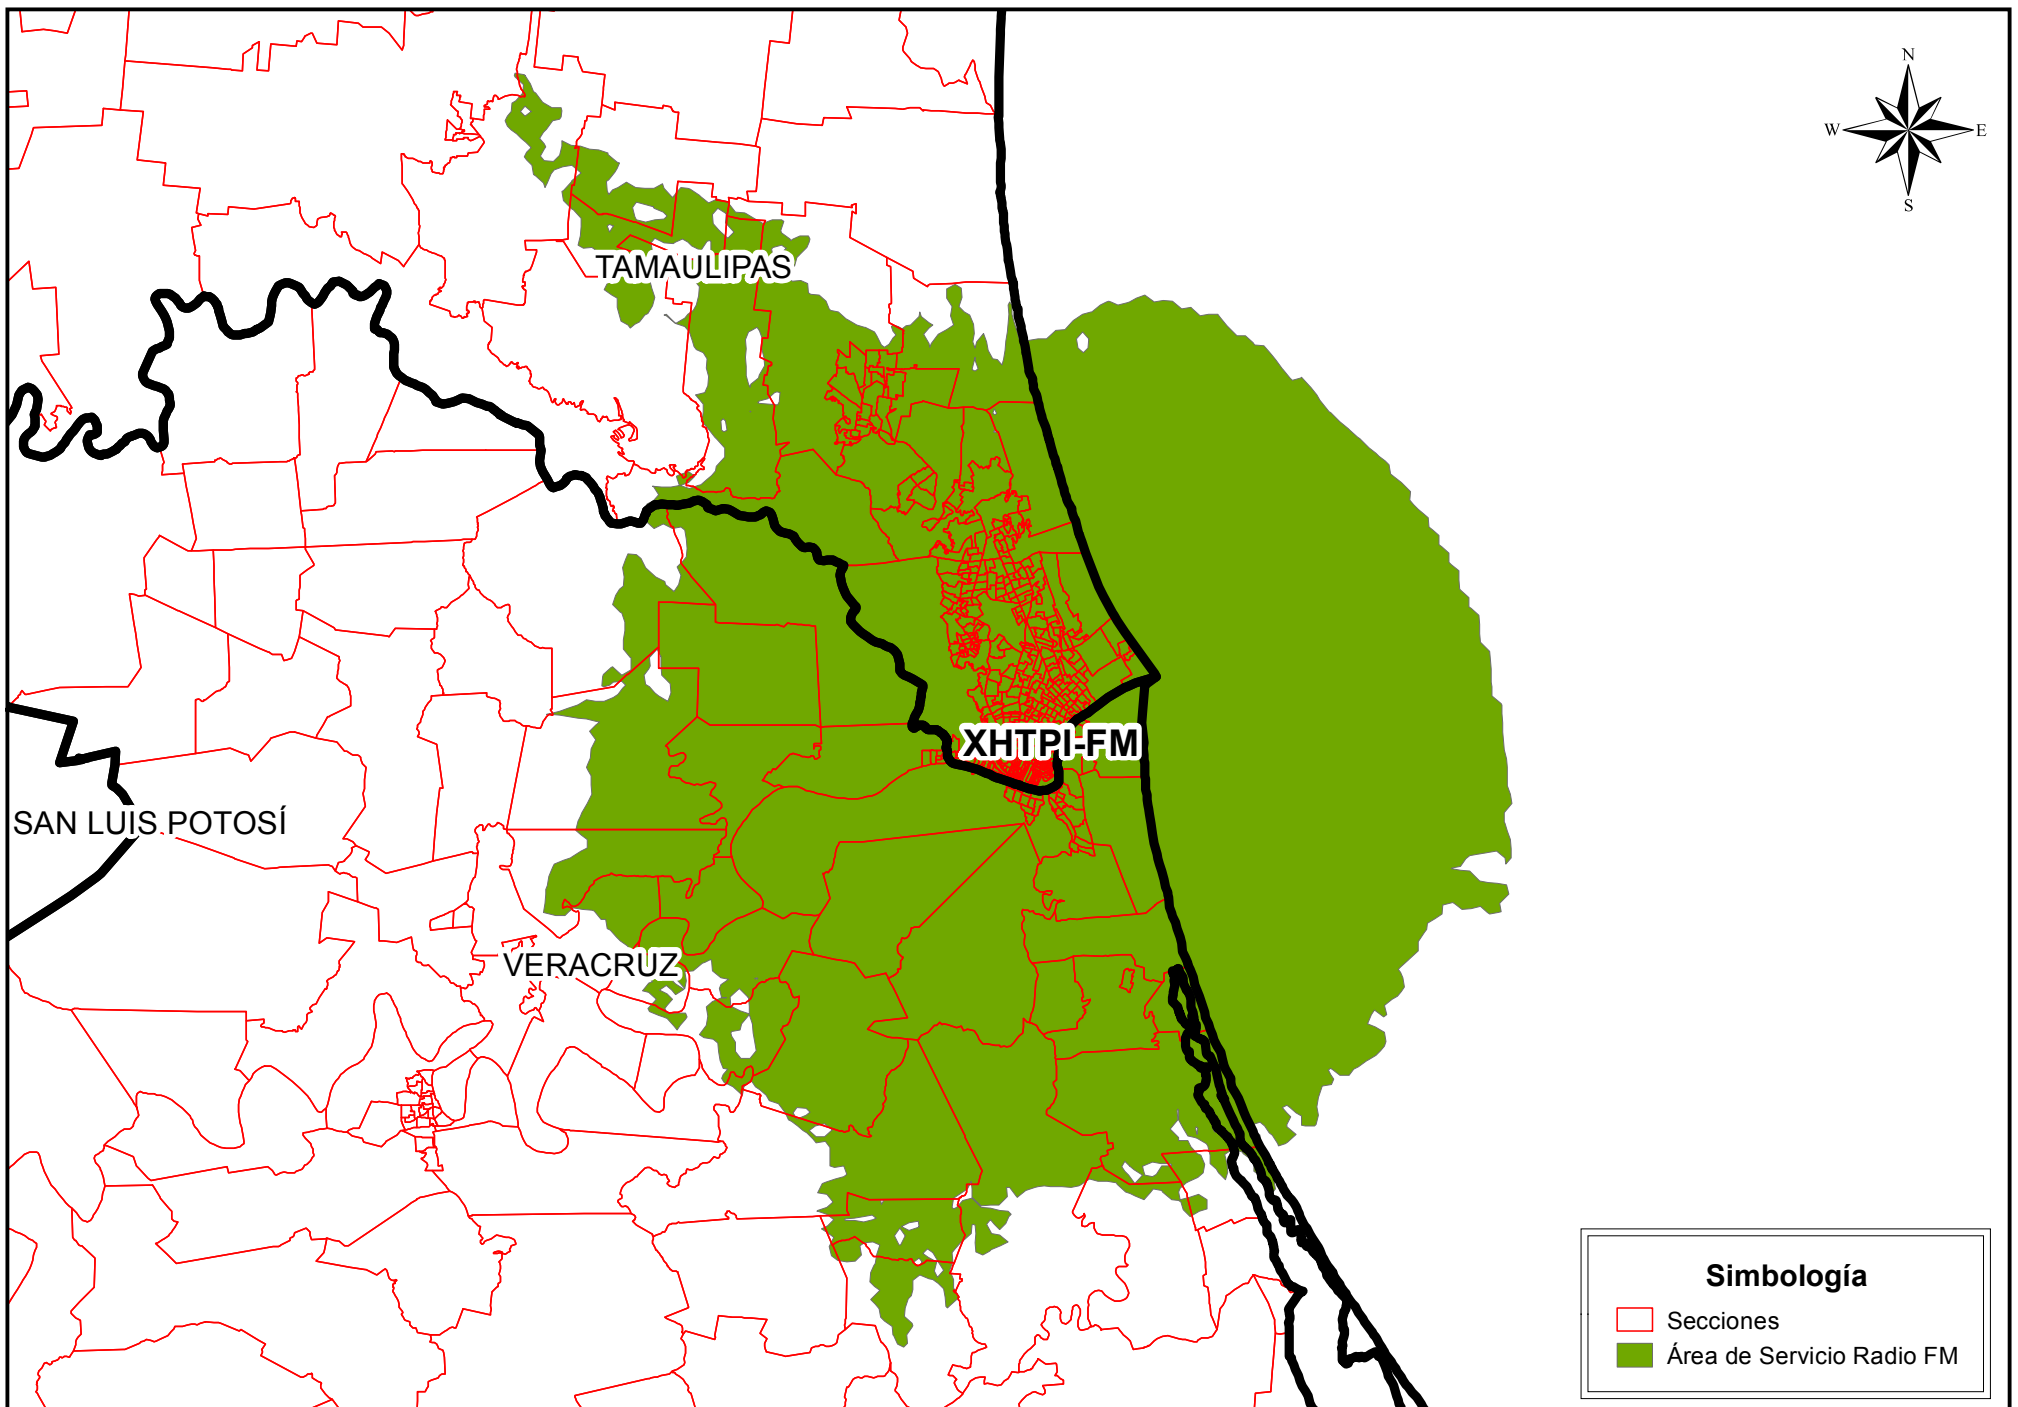 N
W E
S
TAMAULIPAS
XHTPI-FM
SAN LUIS POTOSÍ
VERACRUZ
Simbología
Secciones
Área de Servicio Radio FM